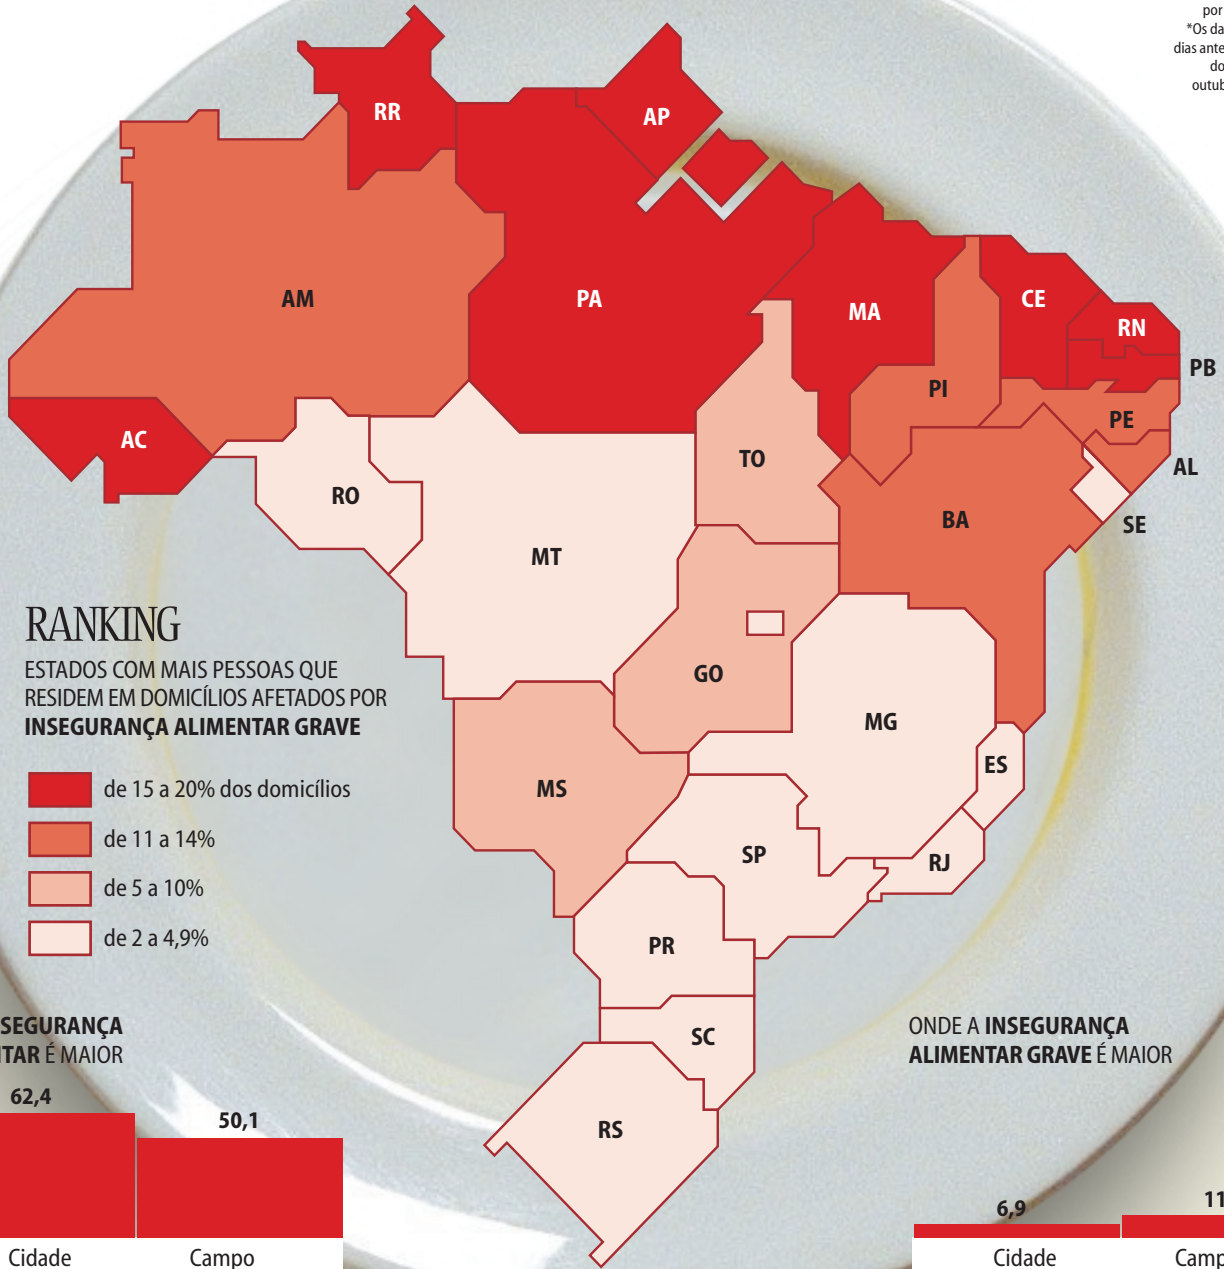 por
*Os da
dias ante
do
outub
RR
AP
AM
PA
MA
CE
RN
PB
PI
PE
AC
AL
TO
RO
BA
SE
MT
RANKING
ESTADOS COM MAIS PESSOAS QUE
RESIDEM EM DOMICÍLIOS AFETADOS POR
INSEGURANÇA ALIMENTAR GRAVE
GO
MG
ES
MS
de 15 a 20% dos domicílios
de 11 a 14%
de 5 a 10%
de 2 a 4,9%
SP
RJ
PR
SC
RS
SEGURANÇA
TAR É MAIOR
62,4
50,1
Cidade
Campo
ONDE A INSEGURANÇA
ALIMENTAR GRAVE É MAIOR
6,9
11
Cidade
Camp